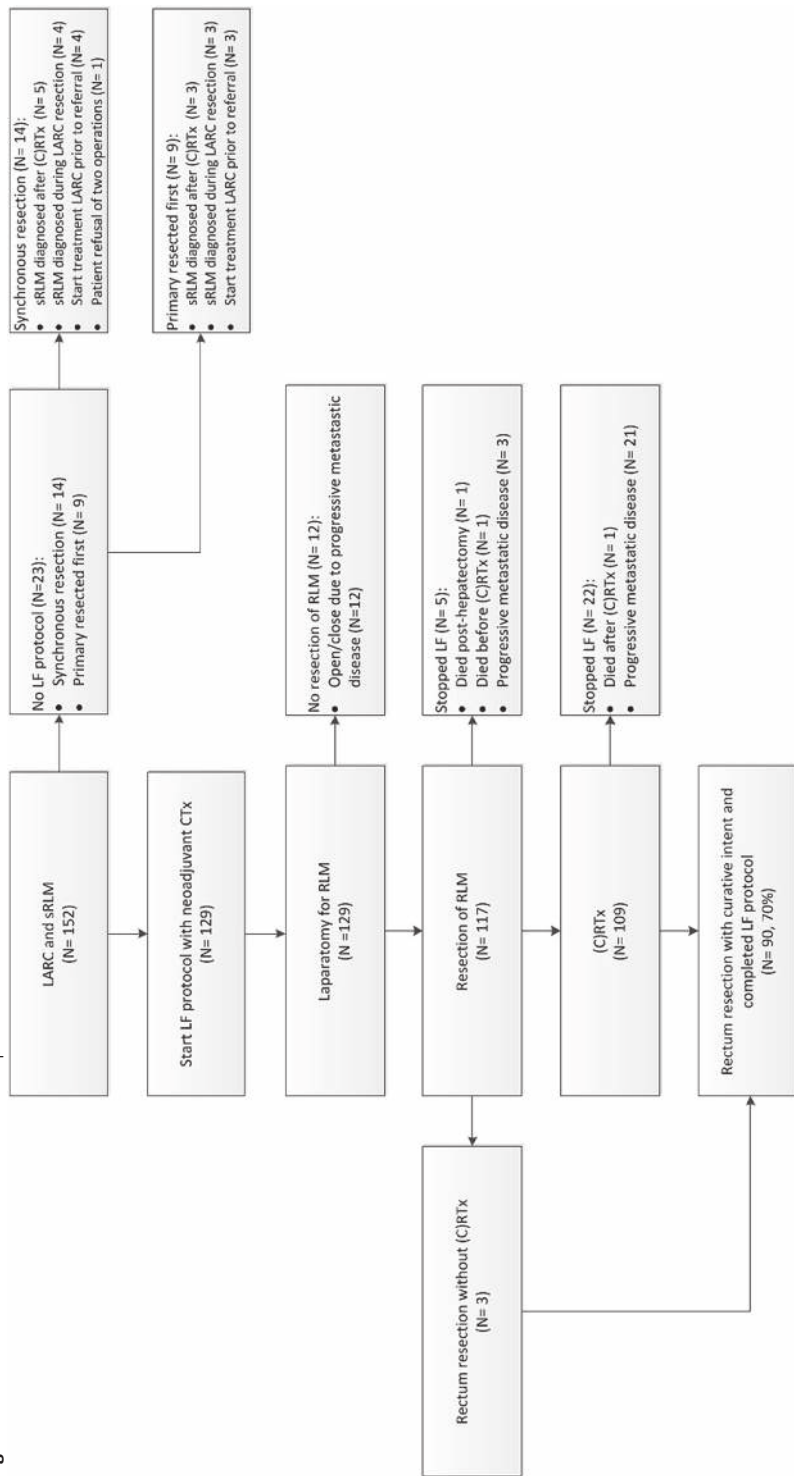 LARC and sRLM
(N= 152)
No LF protocol (N=23):
• Synchronous resection (N= 14)
• Primary resected first (N= 9)
Synchronous resection (N= 14):
• sRLM diagnosed after (C)RTx (N= 5)
• sRLM diagnosed during LARC resection (N= 4)
• Start treatment LARC prior to referral (N= 4)
• Patient refusal of two operations (N= 1)
Primary resected first (N= 9):
• sRLM diagnosed after (C)RTx (N= 3)
• sRLM diagnosed during LARC resection (N= 3)
• Start treatment LARC prior to referral (N= 3)
Start LF protocol with neoadjuvant CTx
(N= 129)
Laparatomy for RLM
(N =129)
No resection of RLM (N= 12):
• Open/close due to progressive metastastic
disease (N=12)
Resection of RLM
(N= 117)
Stopped LF (N= 5):
• Died post-hepatectomy (N= 1)
• Died before (C)RTx (N= 1)
• Progressive metastatic disease (N= 3)
Rectum resection without (C)RTx
(N= 3)
(C)RTx
(N= 109)
Stopped LF (N= 22):
• Died after (C)RTx (N= 1)
• Progressive metastatic disease (N= 21)
Rectum resection with curative intent and
completed LF protocol
(N= 90, 70%)